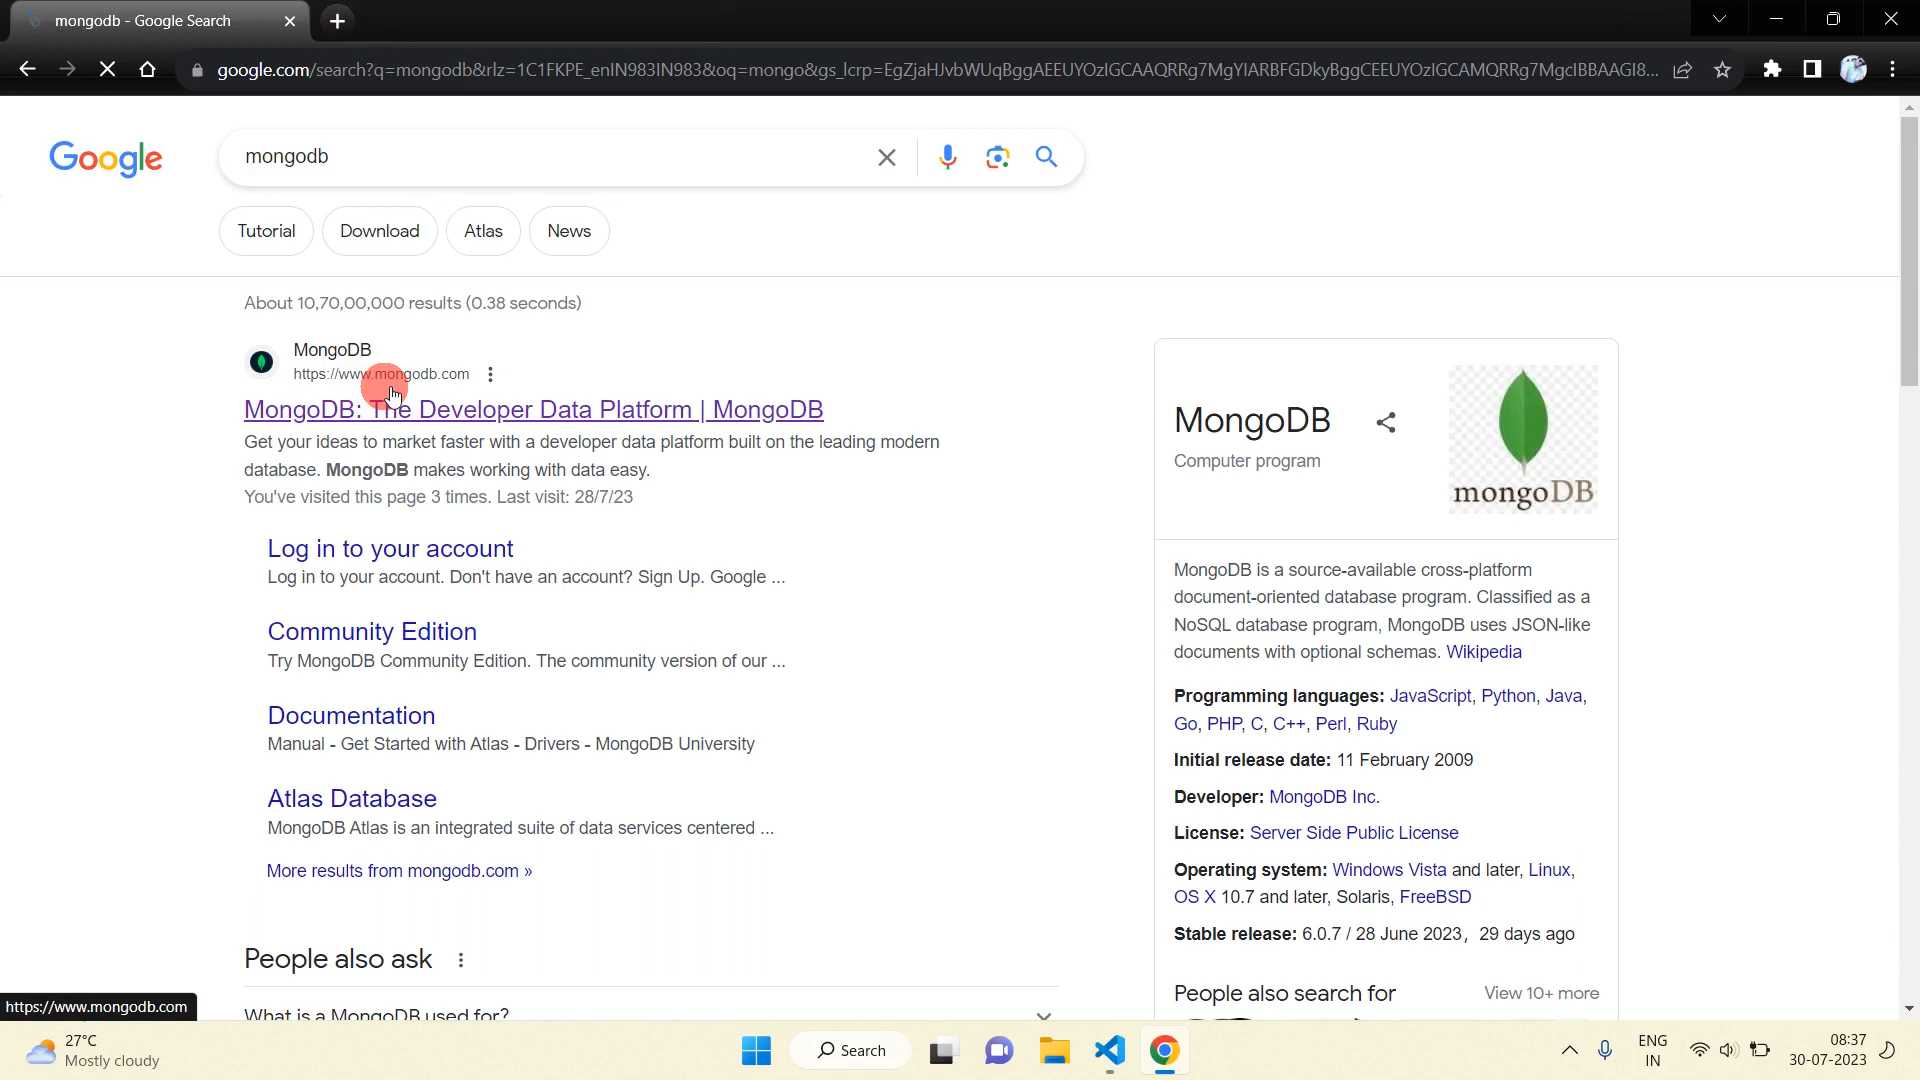 mongodb - Google Search
google.com/search?q=mongodb&rlz=1C1FKPE_enIN983IN983&oq=mongo&gs_lcrp=EgZjaHJvbWUqBggAEEUYOzIGCAAQRRg7MgYIARBFGDkyBggCEEUYOzIGCAMQRRg7MgcIBBAAGI8...
Google
mongodb
Tutorial Download Atlas News
About 10,70,00,000 results (0.38 seconds)
MongoDB
https://www.mongodb.com
MongoDB: The Developer Data Platform | MongoDB
Get your ideas to market faster with a developer data platform built on the leading modern
database. MongoDB makes working with data easy.
You've visited this page 3 times. Last visit: 28/7/23
Log in to your account
Log in to your account. Don't have an account? Sign Up. Google ...
Community Edition
Try MongoDB Community Edition. The community version of our ...
Documentation
Manual - Get Started with Atlas - Drivers - MongoDB University
Atlas Database
MongoDB Atlas is an integrated suite of data services centered ...
More results from mongodb.com »
People also ask
What is a MongoDB used for?
MongoDB
Computer program
mongoDB
MongoDB is a source-available cross-platform
document-oriented database program. Classified as a
NoSQL database program, MongoDB uses JSON-like
documents with optional schemas. Wikipedia
Programming languages: JavaScript, Python, Java,
Go, PHP, C, C++, Perl, Ruby
Initial release date: 11 February 2009
Developer: MongoDB Inc.
License: Server Side Public License
Operating system: Windows Vista and later, Linux,
OS X 10.7 and later, Solaris, FreeBSD
Stable release: 6.0.7 / 28 June 2023, 29 days ago
People also search for View 10+ more
https://www.mongodb.com
27°C
Mostly cloudy
Search
ENG
IN
08:37
30-07-2023